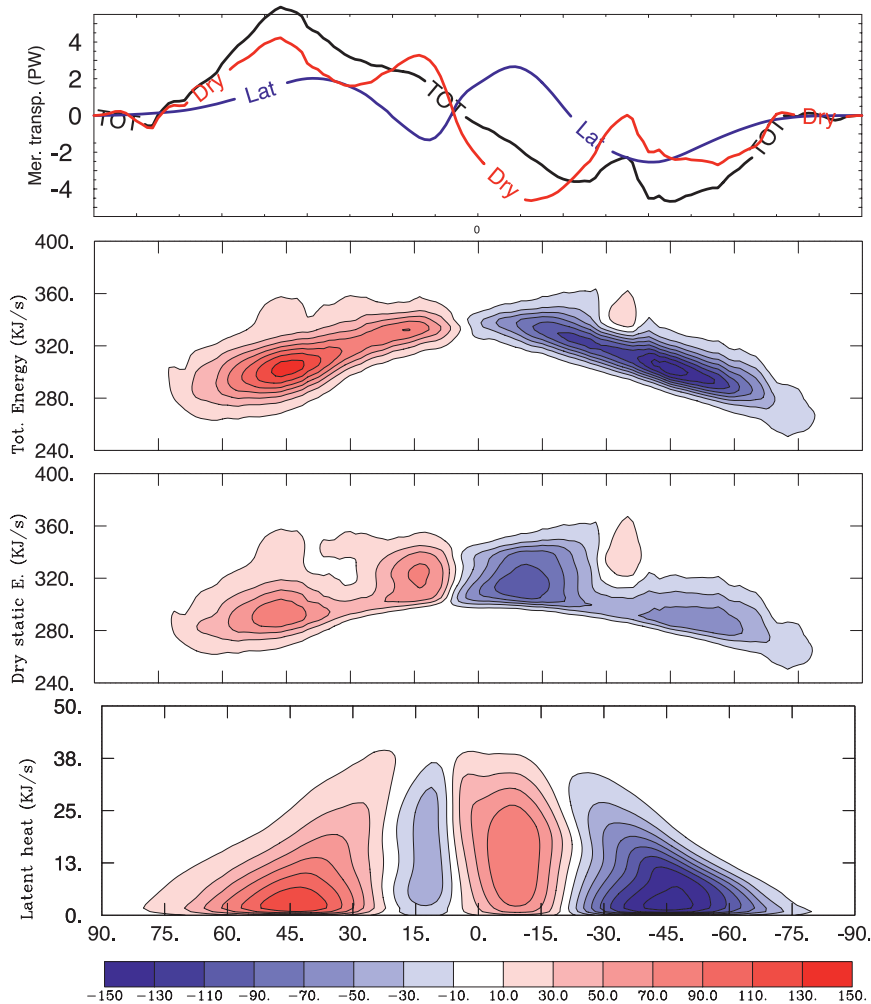 Mer. transp. (PW)
4
2
0
-2
-4
TOT
Dry
Lat
TOT
Dry
Lat
TOT
Dry
0
Tot. Energy (KJ/s)
400.
360.
320.
280.
240.
Dry static E. (KJ/s)
400.
360.
320.
280.
240.
Latent heat (KJ/s)
50.
38.
25.
13.
0.
90. 75. 60. 45. 30. 15. 0. -15. -30. -45. -60. -75. -90.
-150 -130. -110 -90. -70. -50. -30. -10. 10.0 30.0 50.0 70.0 90.0 110. 130. 150.